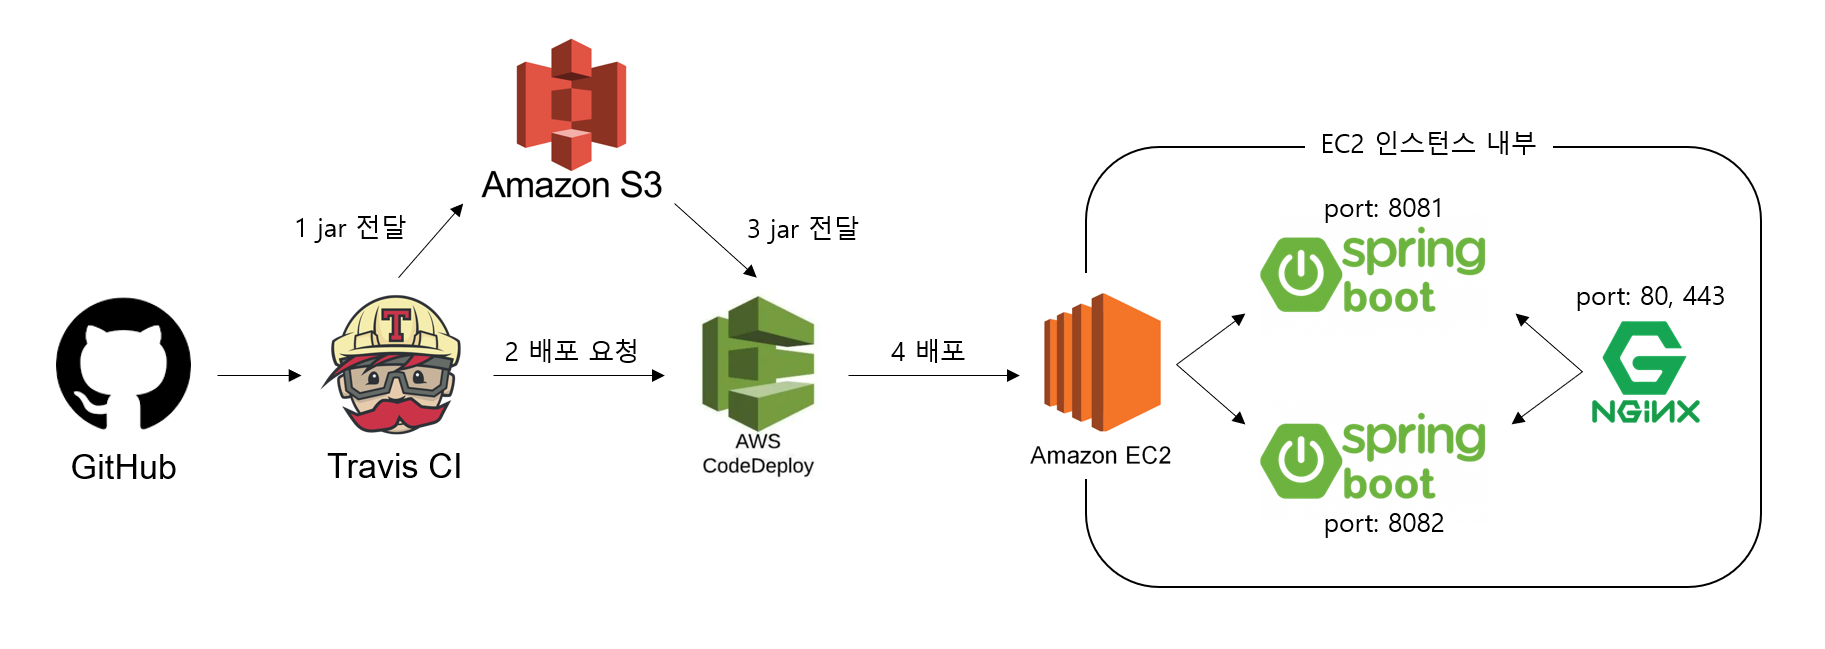 Amazon S3
1 jar 전달
3 jar 전달
GitHub
T
Travis CI
2 배포 요청
AWS
CodeDeploy
4 배포
Amazon EC2
EC2 인스턴스 내부
port: 8081
spring
boot
port: 80, 443
G
NGiNX
spring
boot
port: 8082